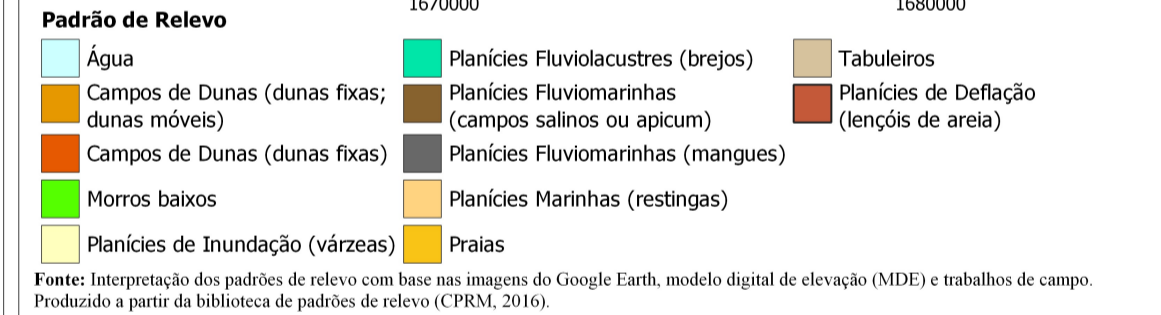 1670000
1680000
Padrão de Relevo
Água
Campos de Dunas (dunas fixas;
dunas móveis)
Campos de Dunas (dunas fixas)
Morros baixos
Planícies de Inundação (várzeas)
Planícies Fluviolacustres (brejos)
Planícies Fluviomarinhas
(campos salinos ou apicum)
Planícies Fluviomarinhas (mangues)
Planícies Marinhas (restingas)
Praias
Tabuleiros
Planícies de Deflação
(lençóis de areia)
Fonte: Interpretação dos padrões de relevo com base nas imagens do Google Earth, modelo digital de elevação (MDE) e trabalhos de campo.
Produzido a partir da biblioteca de padrões de relevo (CPRM, 2016).